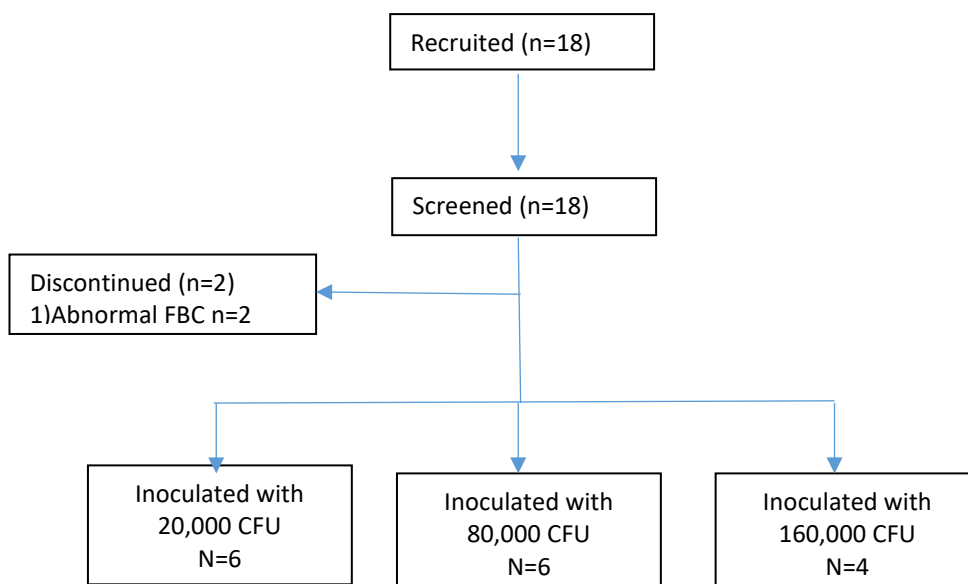 Recruited (n=18)
Screened (n=18)
Discontinued (n=2)
1)Abnormal FBC n=2
Inoculated with
20,000 CFU
N=6
Inoculated with
80,000 CFU
N=6
Inoculated with
160,000 CFU
N=4